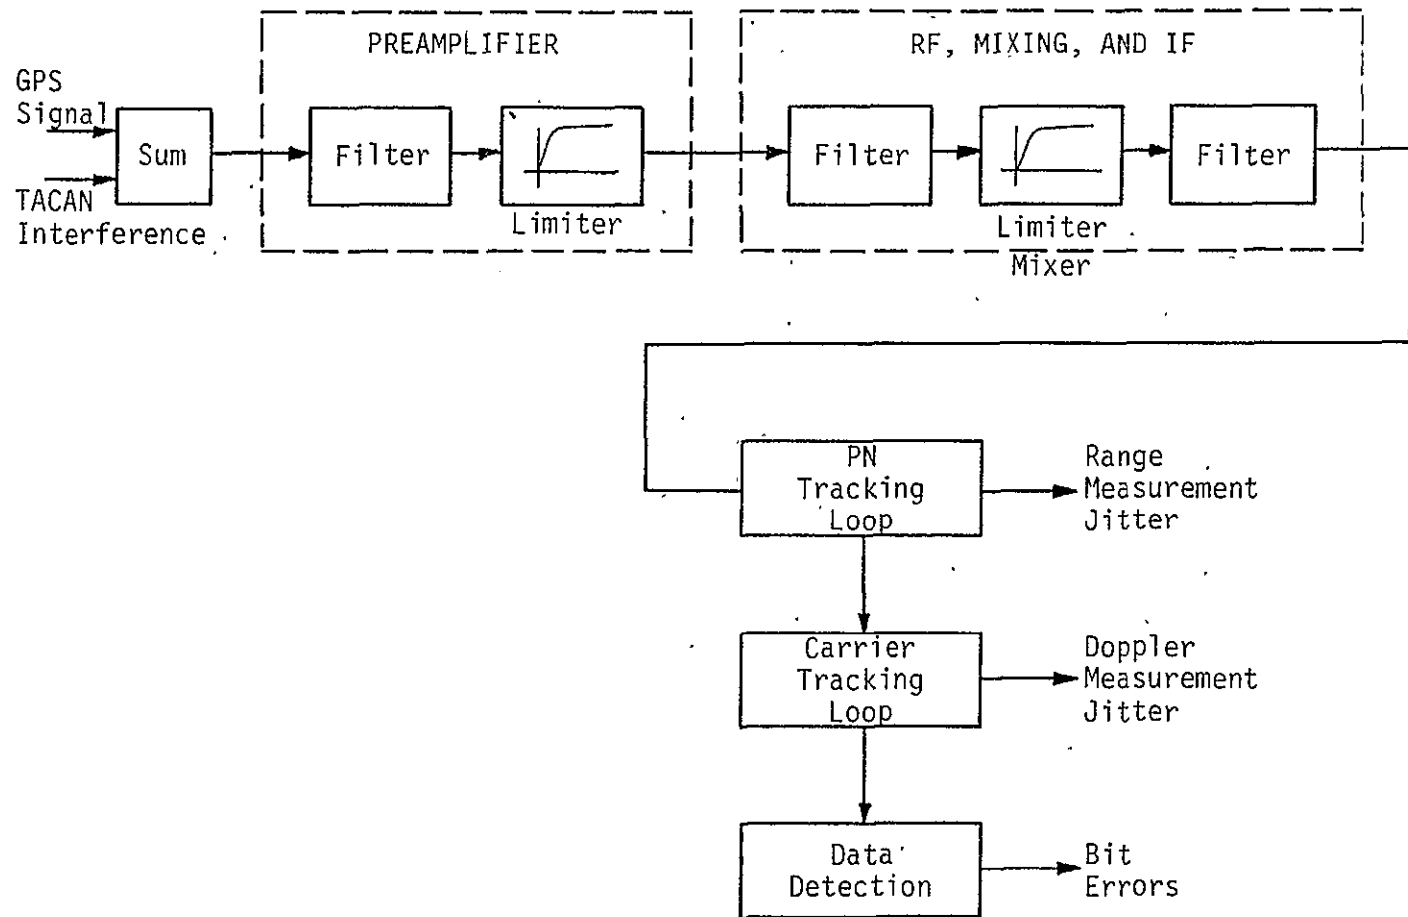 PREAMPLIFIER
RF, MIXING, AND IF
GPS
Signal
Sum
Filter
Filter
Filter
TACAN
Interference
Limiter
Limiter
Mixer
PN
Tracking
Loop
Range
Measurement
Jitter
Carrier
Tracking
Loop
Doppler
Measurement
Jitter
Data
Detection
Bit
Errors